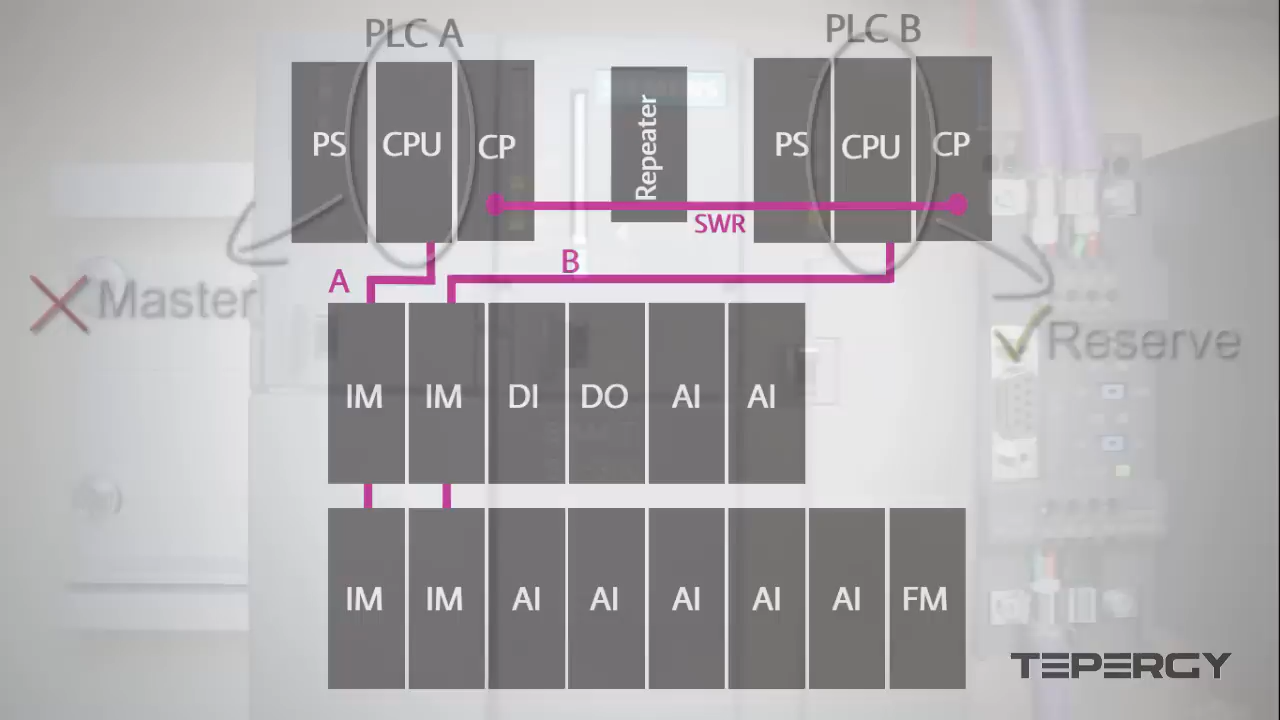 PLC A
PLC B
PS CPU CP
Repeater
PS CPU CP
SWR
A
B
Master
Reserve
IM IM DI DO AI AI
IM IM AI AI AI AI AI FM
TEPERGY